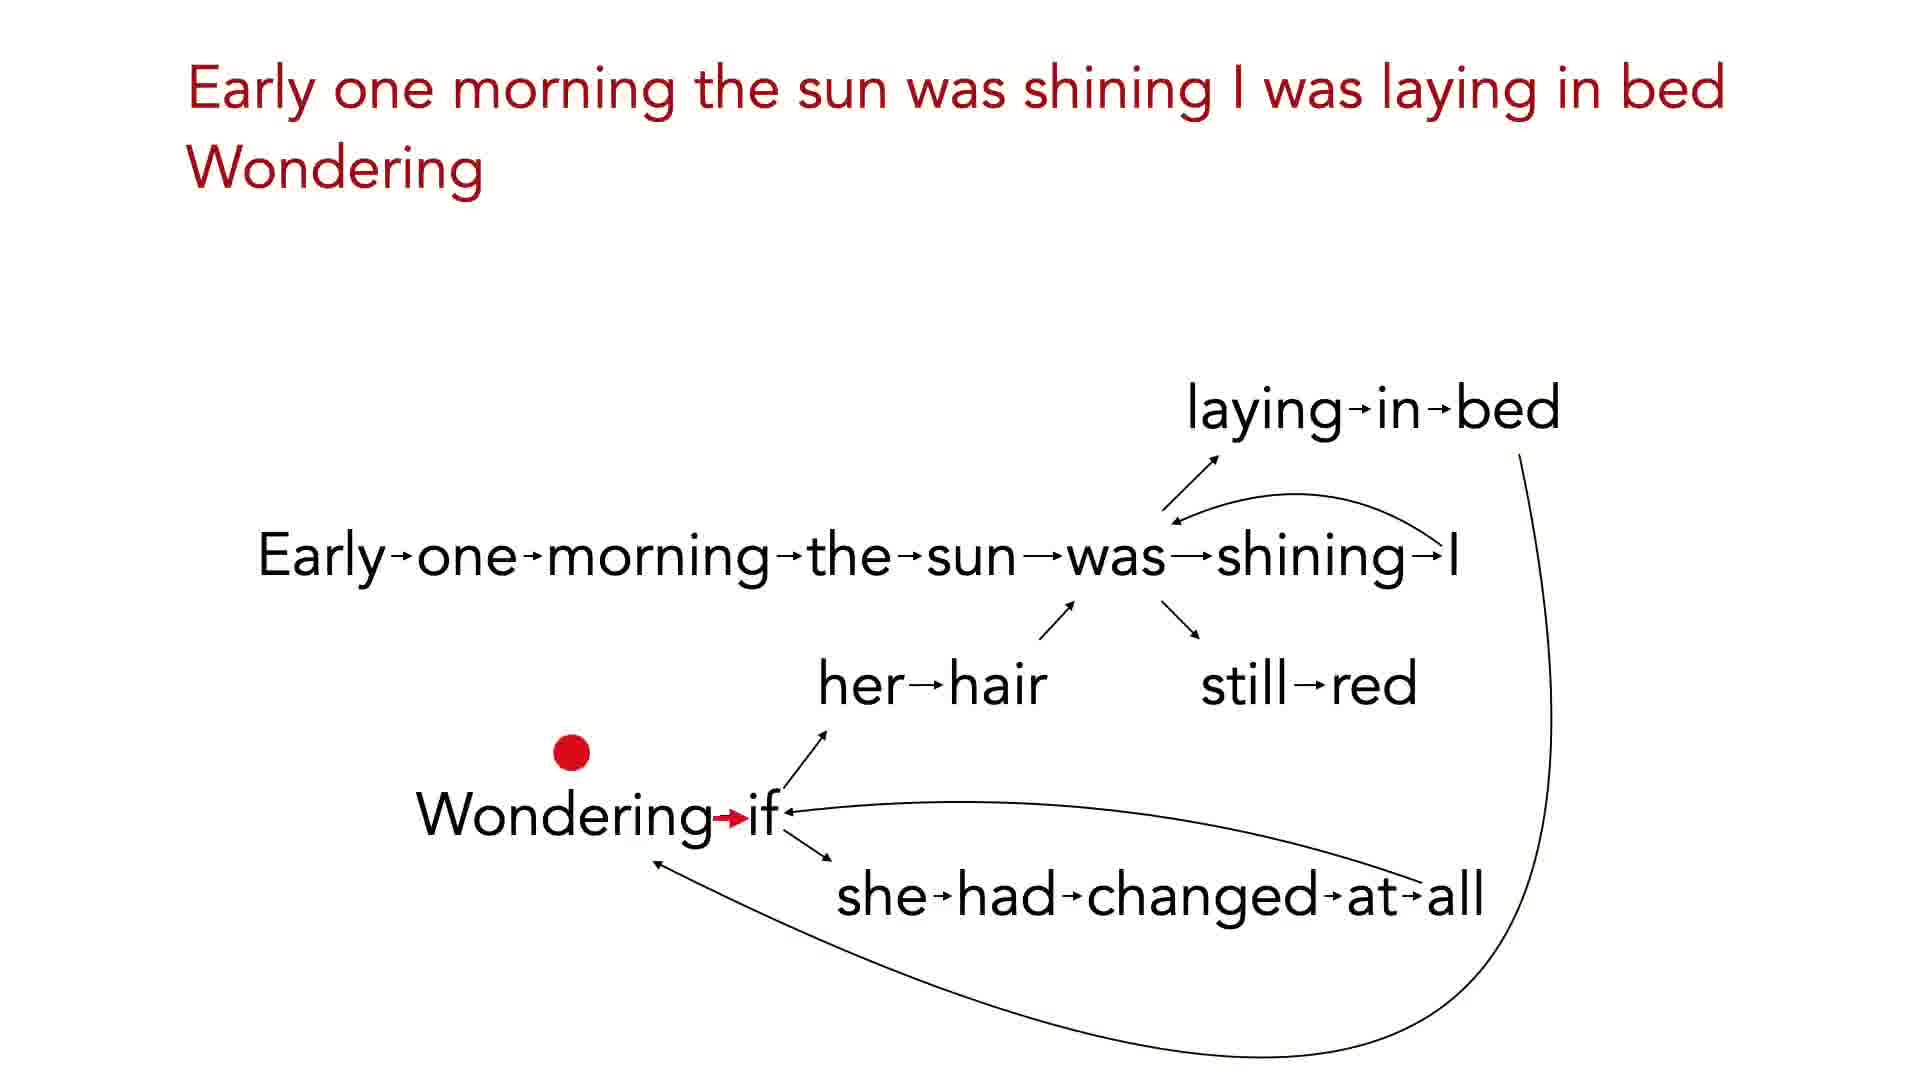 Early one morning the sun was shining I was laying in bed
Wondering
laying in bed
Early one morning the sun was shining I
her hair still red
Wondering if
she had changed at all